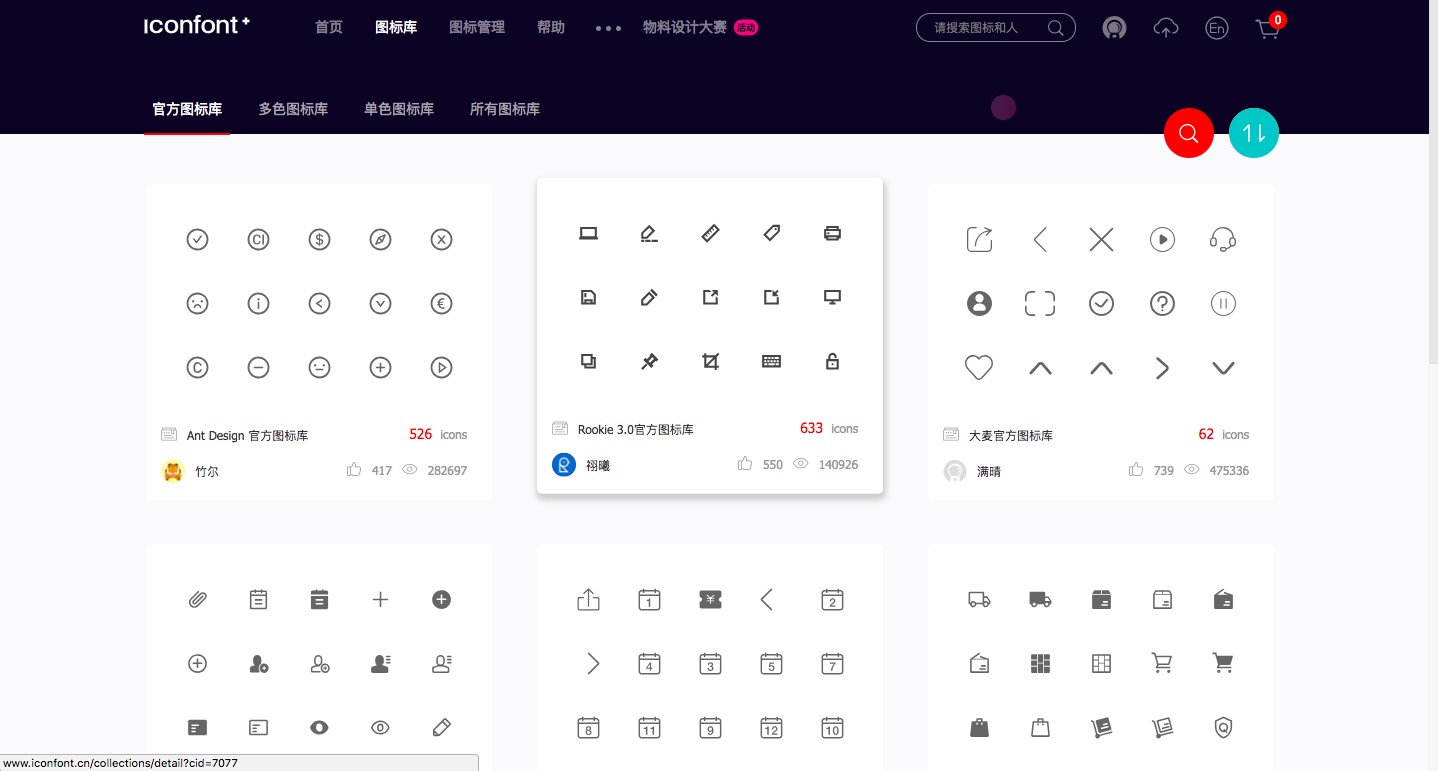 iconfont+
首页 图标库 图标管理 帮助 ••• 物料设计大赛 活动 请搜索图标和人 En 0
官方图标库 多色图标库 单色图标库 所有图标库
Ant Design 官方图标库 526 icons
竹尔 417 282697
Rookie 3.0官方图标库 633 icons
祤曦 550 140926
大麦官方图标库 62 icons
满晴 739 475336
1 ¥ 2
4 3 5 7
8 11 9 12 10
www.iconfont.cn/collections/detail?cid=7077